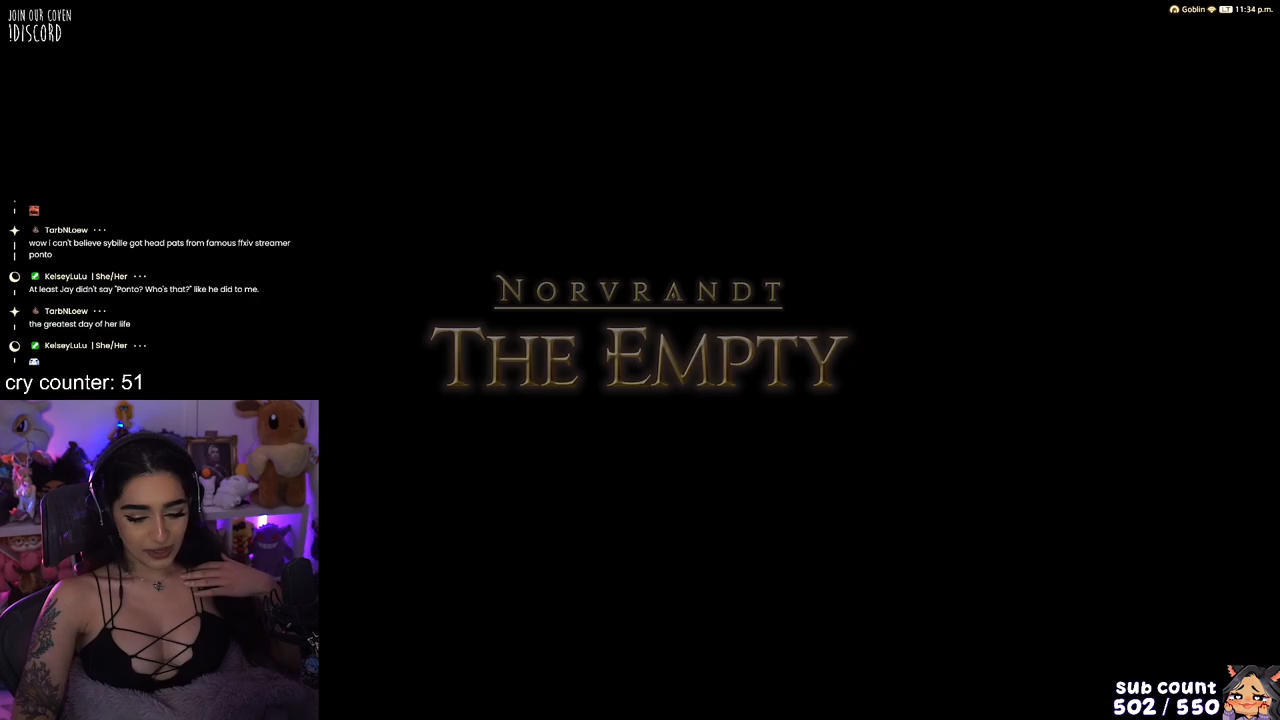 JOIN OUR COVEN
!DISCORD
Goblin LT 11:34 p.m.
TarbNLoew
wow i can't believe sybille got head pats from famous ffxiv streamer
ponto
KelseyLuLu | She/Her
At least Jay didn't say "Ponto? Who's that?" like he did to me.
TarbNLoew
the greatest day of her life
KelseyLuLu | She/Her
cry counter: 51
NORVRANDT
THE EMPTY
sub count
502 / 550